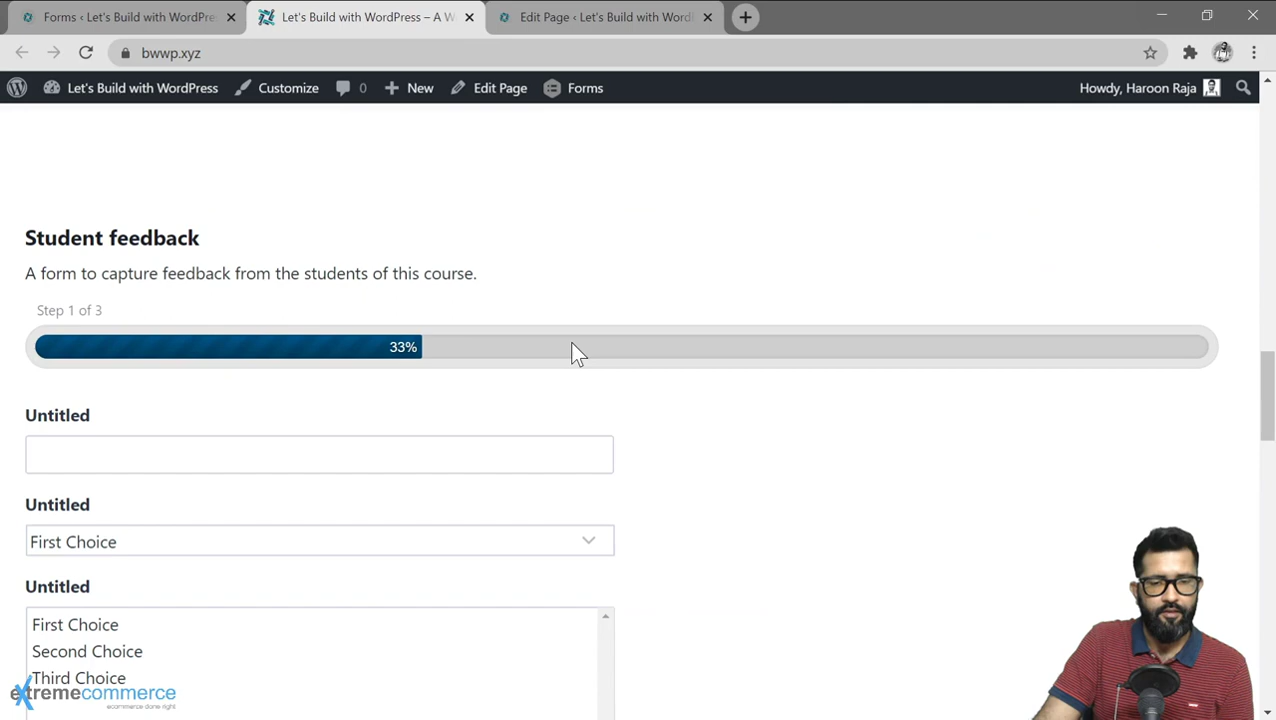 Forms ‹ Let's Build with WordPre
Let's Build with WordPress – A W
Edit Page ‹ Let's Build with Word
bwwp.xyz
Let's Build with WordPress
Customize
0
New
Edit Page
Forms
Howdy, Haroon Raja
Student feedback
A form to capture feedback from the students of this course.
Step 1 of 3
33%
Untitled
Untitled
First Choice
Untitled
First Choice
Second Choice
Third Choice
extremecommerce
ecommerce done right